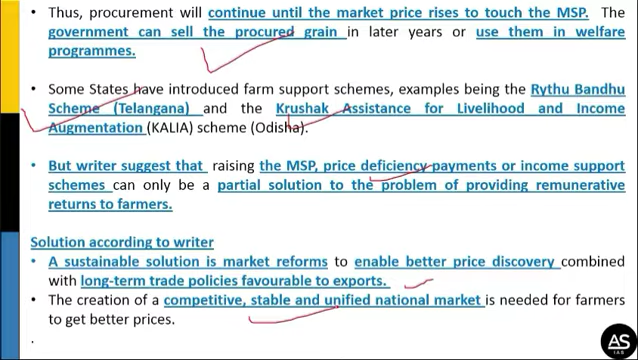 • Thus, procurement will continue until the market price rises to touch the MSP. The
government can sell the procured grain in later years or use them in welfare
programmes.
• Some States have introduced farm support schemes, examples being the Rythu Bandhu
Scheme (Telangana) and the Krushak Assistance for Livelihood and Income
Augmentation (KALIA) scheme (Odisha).
• But writer suggest that raising the MSP, price deficiency payments or income support
schemes can only be a partial solution to the problem of providing remunerative
returns to farmers.
Solution according to writer
• A sustainable solution is market reforms to enable better price discovery combined
with long-term trade policies favourable to exports.
• The creation of a competitive, stable and unified national market is needed for farmers
to get better prices.
.
AS
IAS